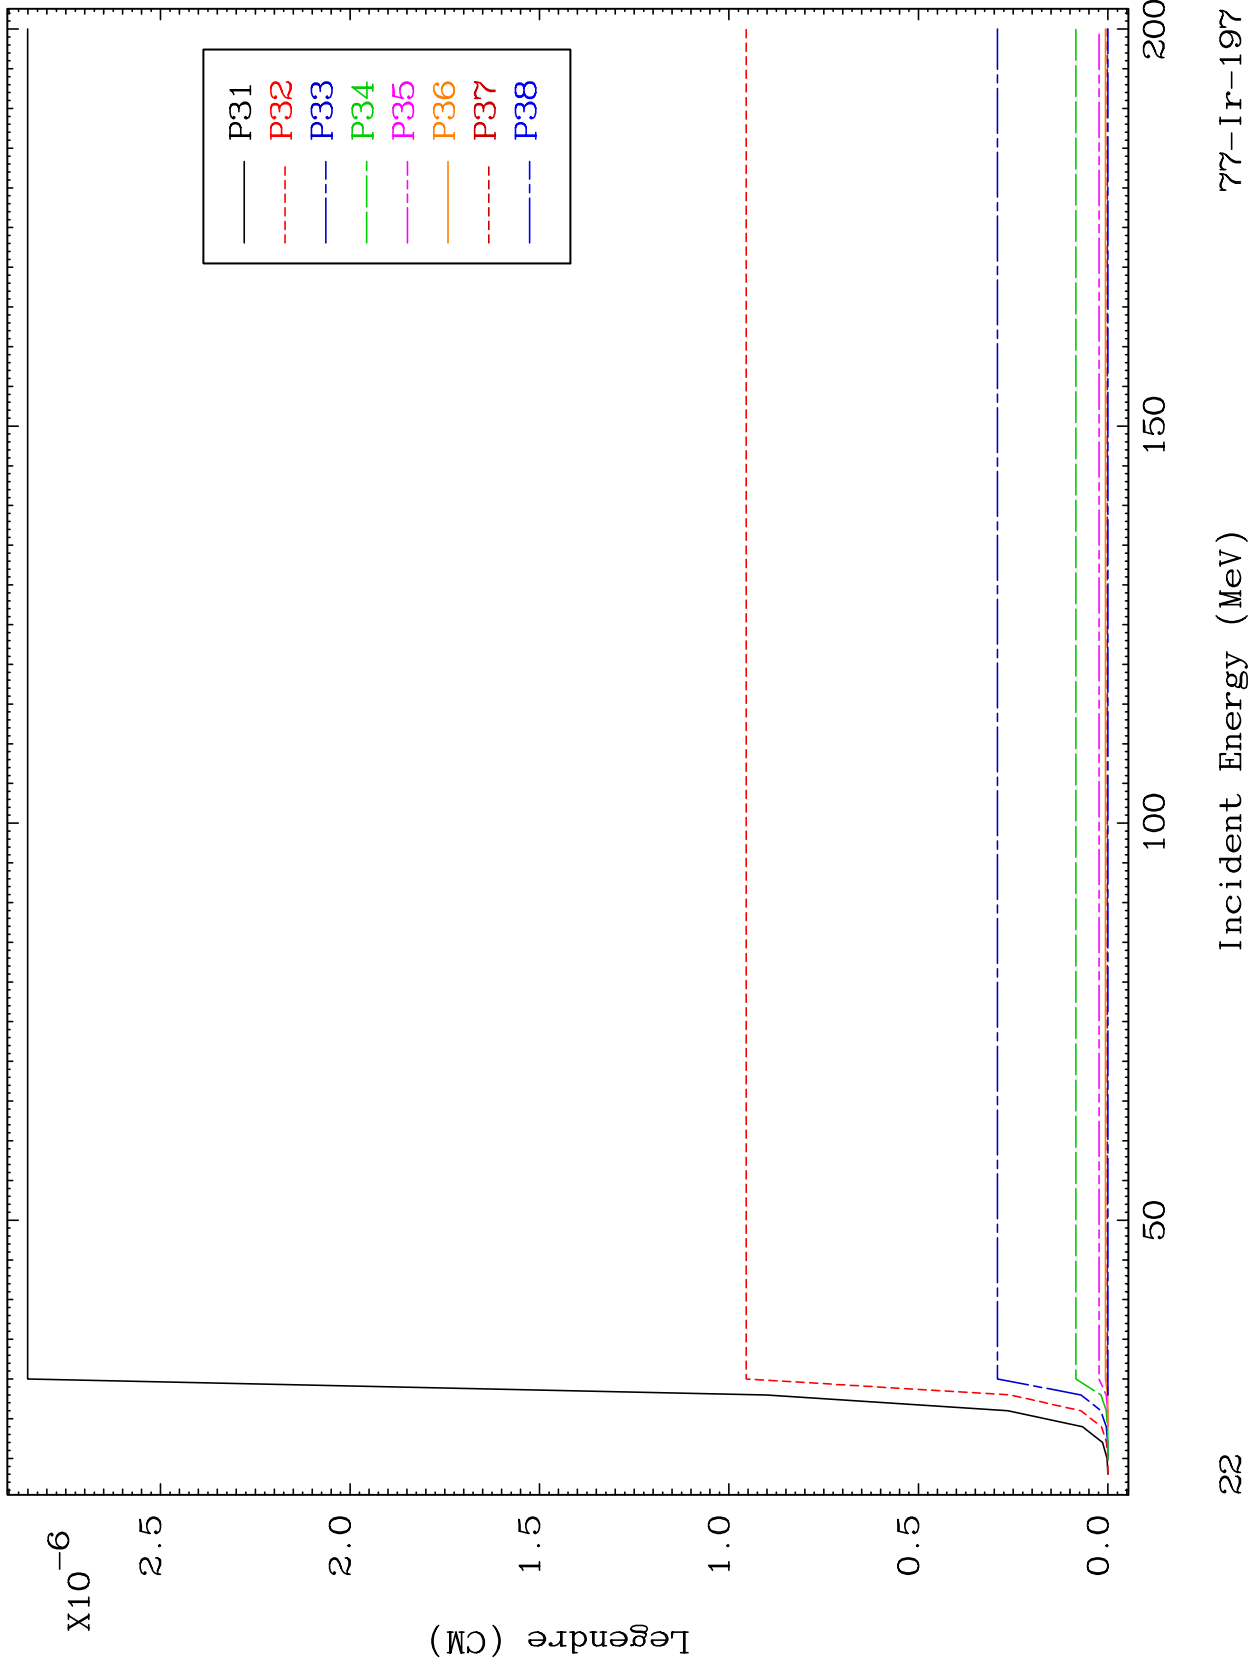 X10-6
2.5
2.0
1.5
1.0
0.5
0.0
Legendre (CM)
P31
P32
P33
P34
P35
P36
P37
P38
50
100
150
200
22
Incident Energy (MeV)
77-Ir-197